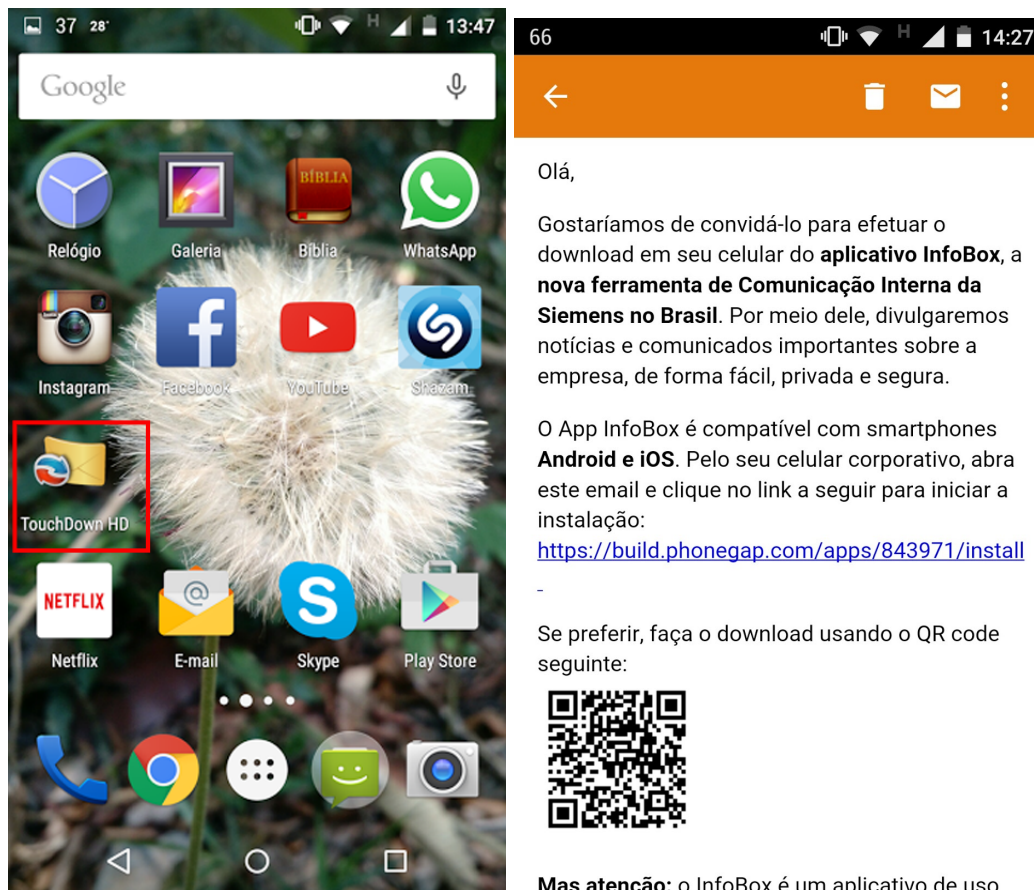 37 28° H 13:47
Google
BÍBLIA
Relógio Galeria Bíblia WhatsApp
Instagram Facebook YouTube Shazam
TouchDown HD
NETFLIX
Netflix E-mail Skype Play Store
66 H 14:27
Olá,
Gostaríamos de convidá-lo para efetuar o
download em seu celular do aplicativo InfoBox, a
nova ferramenta de Comunicação Interna da
Siemens no Brasil. Por meio dele, divulgaremos
notícias e comunicados importantes sobre a
empresa, de forma fácil, privada e segura.
O App InfoBox é compatível com smartphones
Android e iOS. Pelo seu celular corporativo, abra
este email e clique no link a seguir para iniciar a
instalação:
https://build.phonegap.com/apps/843971/install
Se preferir, faça o download usando o QR code
seguinte:
Mas atenção: o InfoBox é um aplicativo de uso